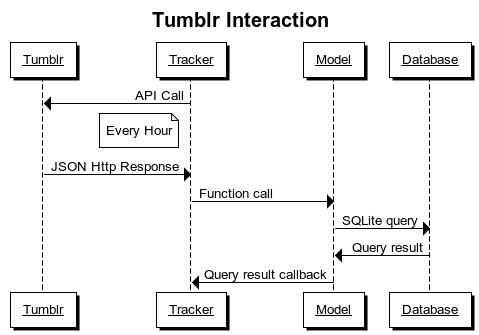 Tumblr Interaction
Tumblr
Tracker
Model
Database
API Call
Every Hour
JSON Http Response
Function call
SQLite query
Query result
Query result callback
Tumblr
Tracker
Model
Database